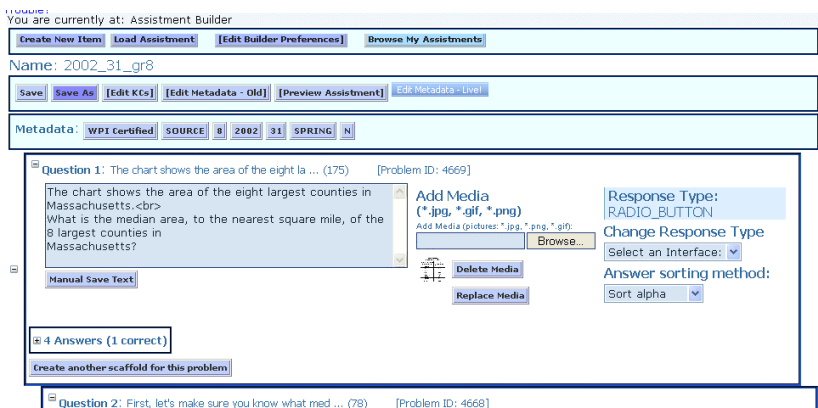 Trouble?
You are currently at: Assistment Builder
Create New Item Load Assistment [Edit Builder Preferences] Browse My Assistments
Name: 2002_31_gr8
Save Save As [Edit KCs] [Edit Metadata - Old] [Preview Assistment] Edit Metadata - Live!
Metadata: WPI Certified SOURCE 8 2002 31 SPRING N
Question 1: The chart shows the area of the eight la ... (175) [Problem ID: 4669]
The chart shows the area of the eight largest counties in
Massachusetts.<br>
What is the median area, to the nearest square mile, of the
8 largest counties in
Massachusetts?
Manual Save Text
Add Media
(*.jpg, *.gif, *.png)
Add Media (pictures: *.jpg, *.png, *.gif):
Browse...
Delete Media
Replace Media
Response Type:
RADIO_BUTTON
Change Response Type
Select an Interface:
Answer sorting method:
Sort alpha
4 Answers (1 correct)
Create another scaffold for this problem
Question 2: First, let's make sure you know what med ... (78) [Problem ID: 4668]